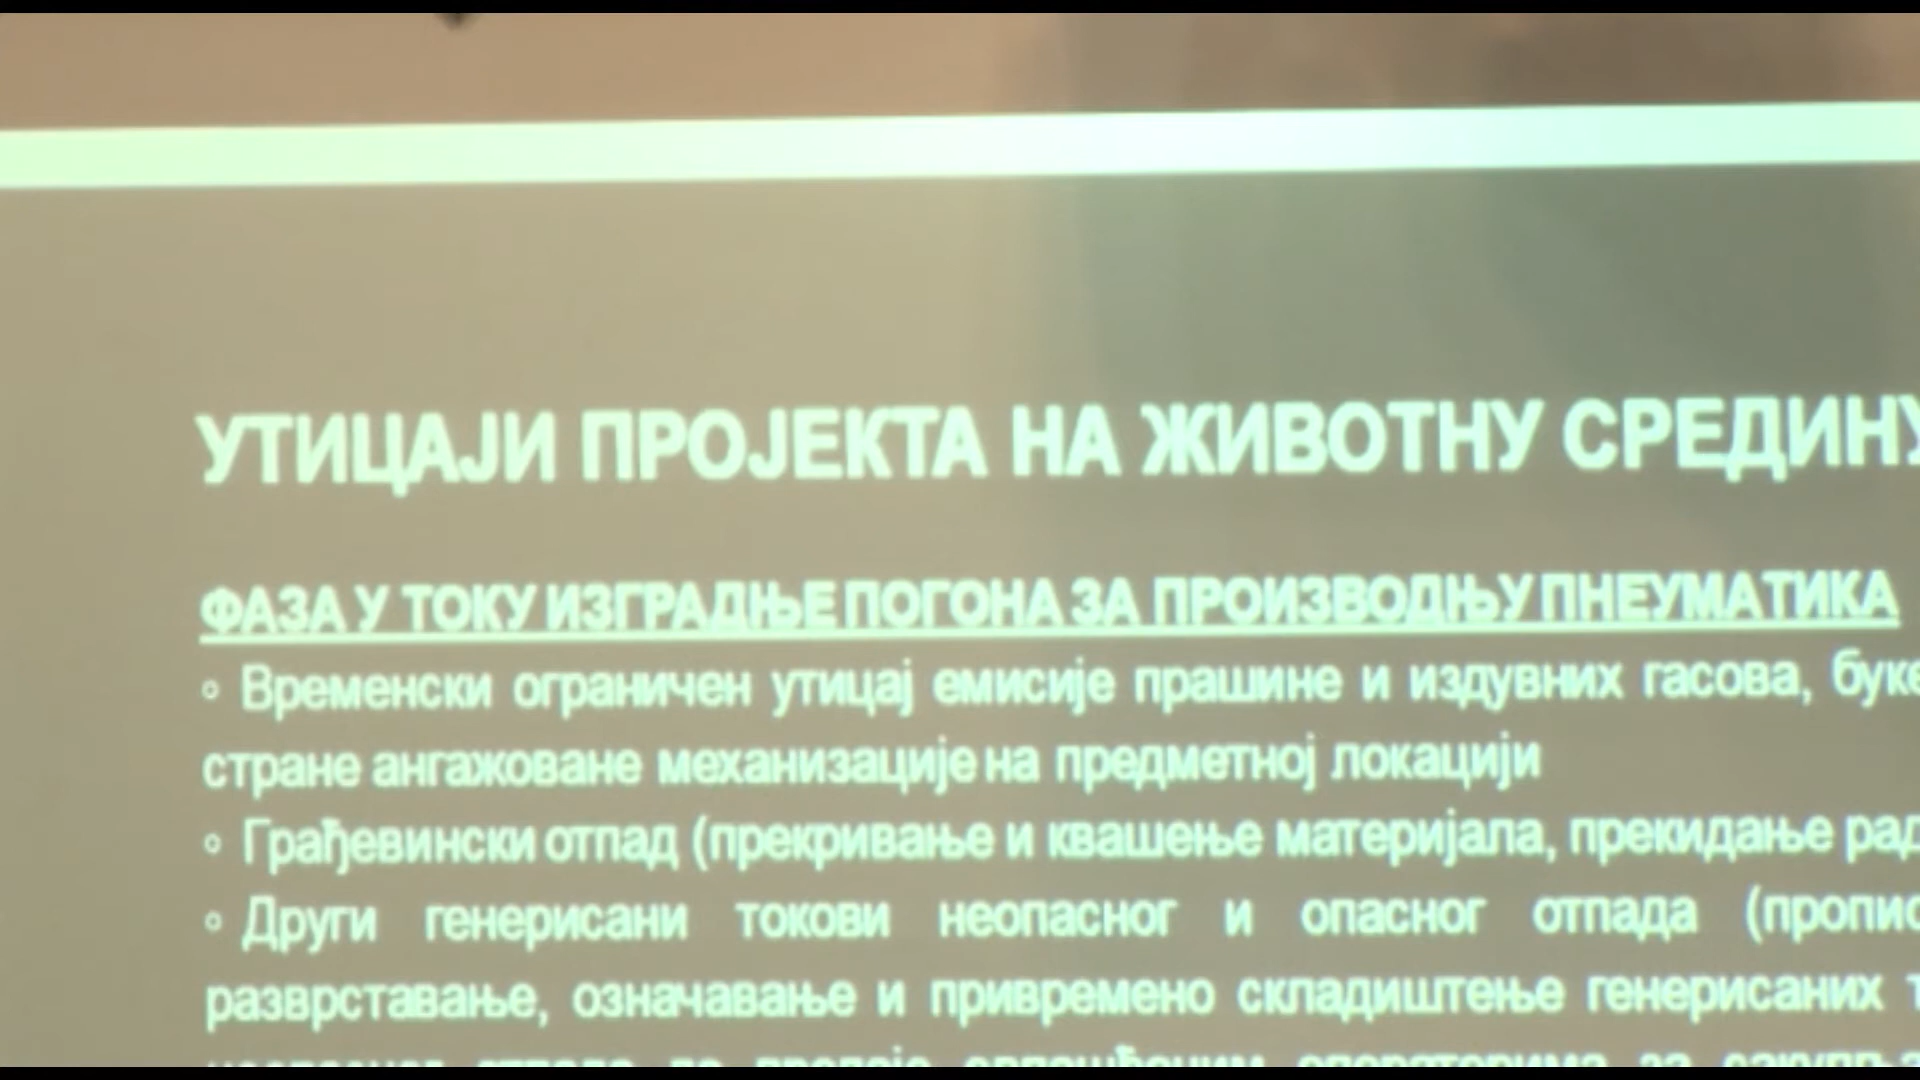 УТИЦАЈИ ПРОЈЕКТА НА ЖИВОТНУ СРЕДИНУ
ФАЗА У ТОКУ ИЗГРАДЊЕ ПОГОНА ЗА ПРОИЗВОДЊУ ПНЕУМАТИКА
◦ Временски ограничен утицај емисије прашине и издувних гасова,
стране ангажоване механизације на предметној локацији
◦ Грађевински отпад (прекривање и квашење материјала, прекидање
◦ Други генерисани токови неопасног и опасног отпада
разврставање, означавање и привремено складиштење генерисаних